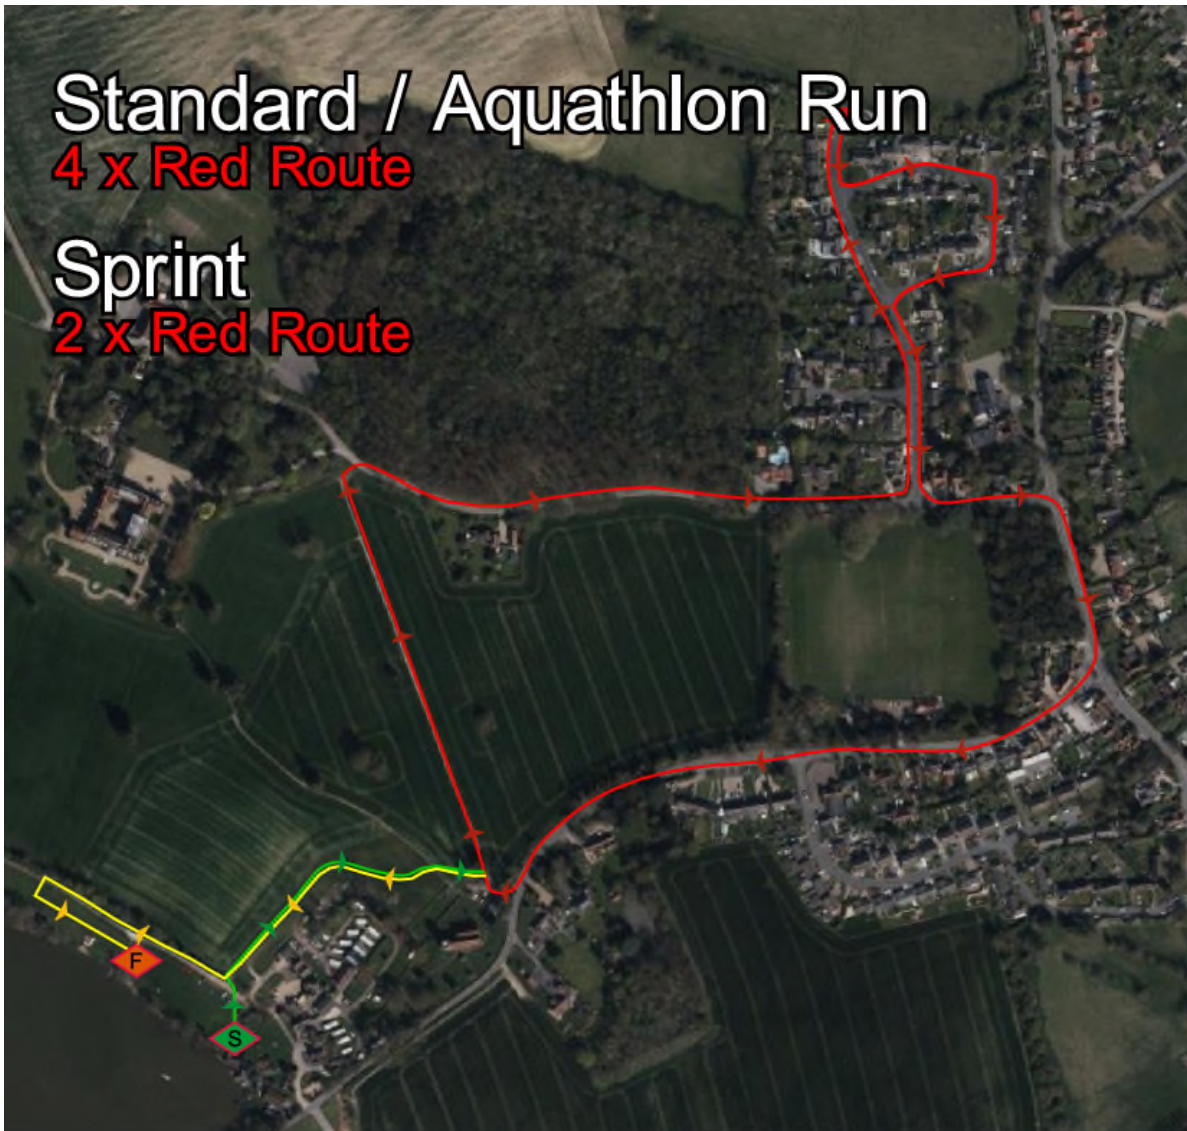 Standard / Aquathlon Run
4 x Red Route
Sprint
2 x Red Route
F
S